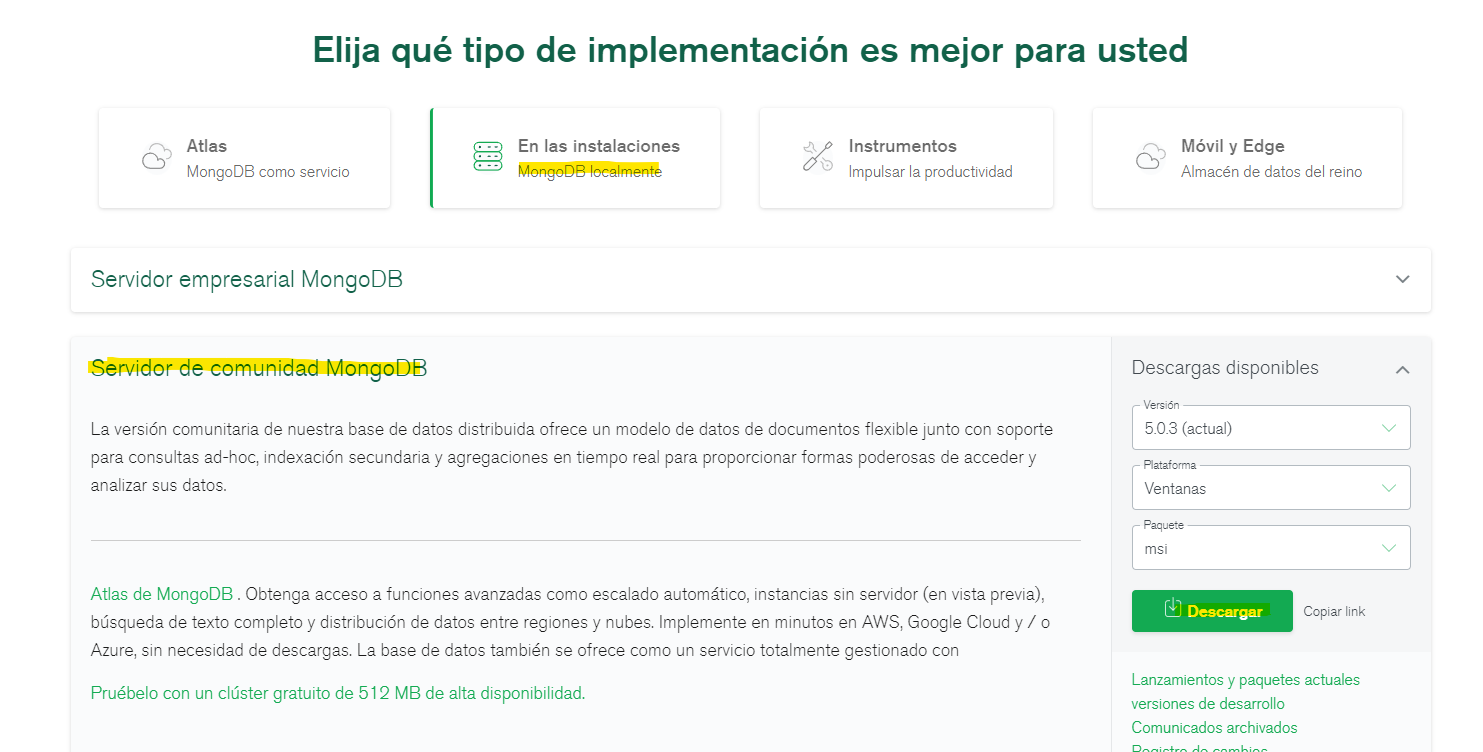 Elija qué tipo de implementación es mejor para usted
Atlas
MongoDB como servicio
En las instalaciones
MongoDB localmente
Instrumentos
Impulsar la productividad
Móvil y Edge
Almacén de datos del reino
Servidor empresarial MongoDB
Servidor de comunidad MongoDB
La versión comunitaria de nuestra base de datos distribuida ofrece un modelo de datos de documentos flexible junto con soporte
para consultas ad-hoc, indexación secundaria y agregaciones en tiempo real para proporcionar formas poderosas de acceder y
analizar sus datos.
Atlas de MongoDB . Obtenga acceso a funciones avanzadas como escalado automático, instancias sin servidor (en vista previa),
búsqueda de texto completo y distribución de datos entre regiones y nubes. Implemente en minutos en AWS, Google Cloud y / o
Azure, sin necesidad de descargas. La base de datos también se ofrece como un servicio totalmente gestionado con
Pruébelo con un clúster gratuito de 512 MB de alta disponibilidad.
Descargas disponibles
Versión
5.0.3 (actual)
Plataforma
Ventanas
Paquete
msi
Descargar
Copiar link
Lanzamientos y paquetes actuales
versiones de desarrollo
Comunicados archivados
Registro de cambios